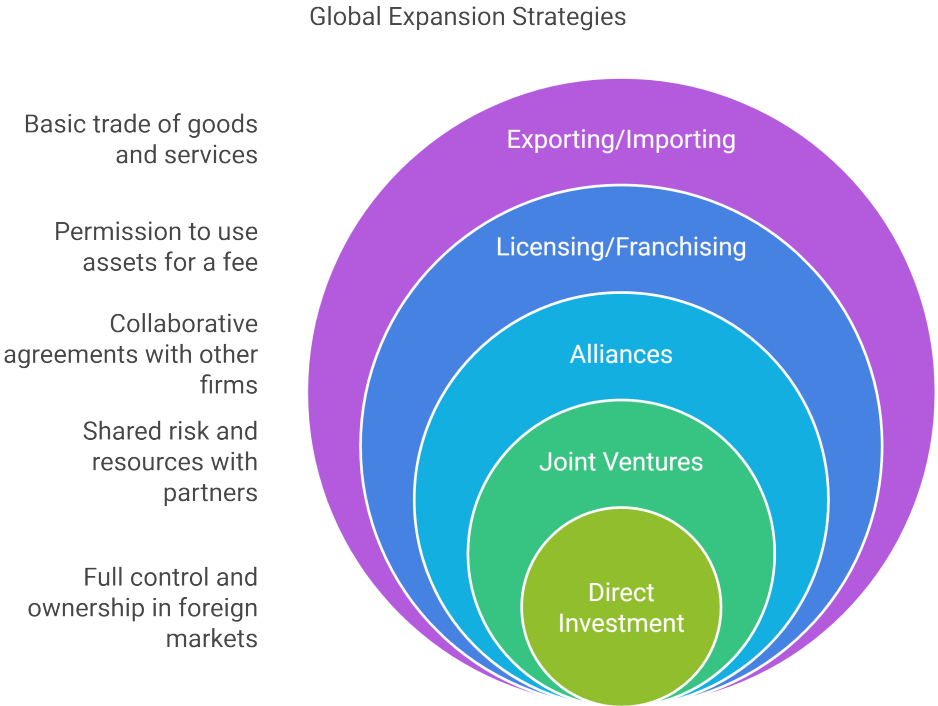 Global Expansion Strategies
Basic trade of goods
and services
Exporting/Importing
Permission to use
assets for a fee
Licensing/Franchising
Collaborative
agreements with other
firms
Alliances
Shared risk and
resources with
partners
Joint Ventures
Full control and
ownership in foreign
markets
Direct
Investment